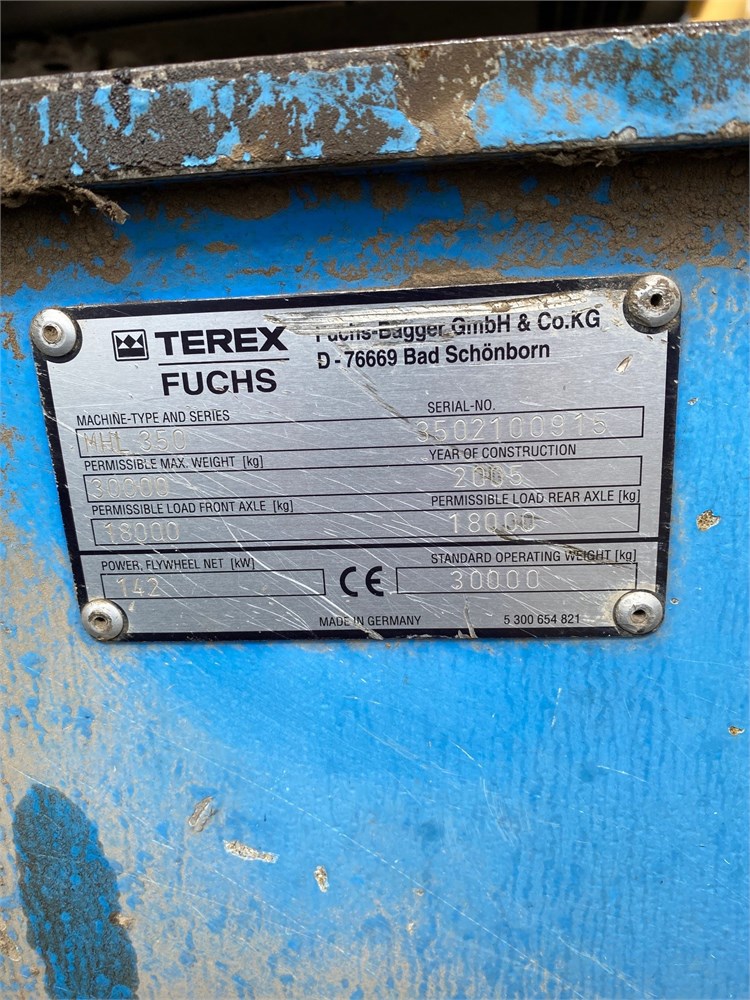 TEREX
FUCHS
Fuchs-Bagger GmbH & Co.KG
D - 76669 Bad Schönborn
MACHINE-TYPE AND SERIES SERIAL-NO.
MHL 350 3502100915
PERMISSIBLE MAX. WEIGHT [kg] YEAR OF CONSTRUCTION
30000 2005
PERMISSIBLE LOAD FRONT AXLE [kg] PERMISSIBLE LOAD REAR AXLE [kg]
18000 18000
POWER, FLYWHEEL NET [kW] STANDARD OPERATING WEIGHT [kg]
142 CE 30000
MADE IN GERMANY 5 300 654 821